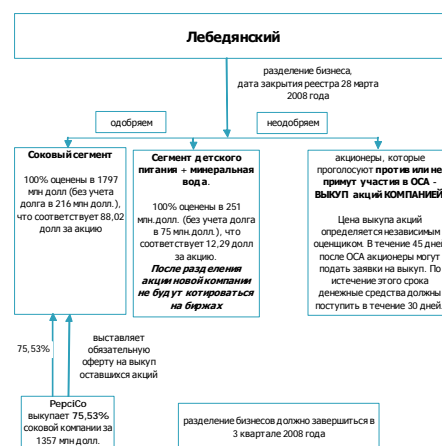 Лебедянский
разделение бизнеса,
дата закрытия реестра 28 марта
2008 года
одобряем
неодобряем
Соковый сегмент
100% оценены в 1797
млн долл (без учета
долга в 216 млн долл.),
что соответствует 88,02
долл за акцию
Сегмент детского
питания + минеральная
вода.
100% оценены в 251
млн.долл. (без учета долга
в 75 млн.долл.), что
соответствует 12,29 долл
за акцию.
После разделения
акции новой компании
не будут котироваться
на биржах
акционеры, которые
проголосуют против или не
примут участия в ОСА -
ВЫКУП акций КОМПАНИЕЙ
Цена выкупа акций
определяется независимым
оценщиком. В течение 45 дней
после ОСА акционеры могут
подать заявки на выкуп. По
истечение этого срока
денежные средства должны
поступить в течение 30 дней.
75,53%
выставляет
обязательную
оферту на выкуп
оставшихся акций
PepciCo
выкупает 75,53%
соковой компании за
1357 млн долл.
разделение бизнесов должно завершиться в
3 квартале 2008 года